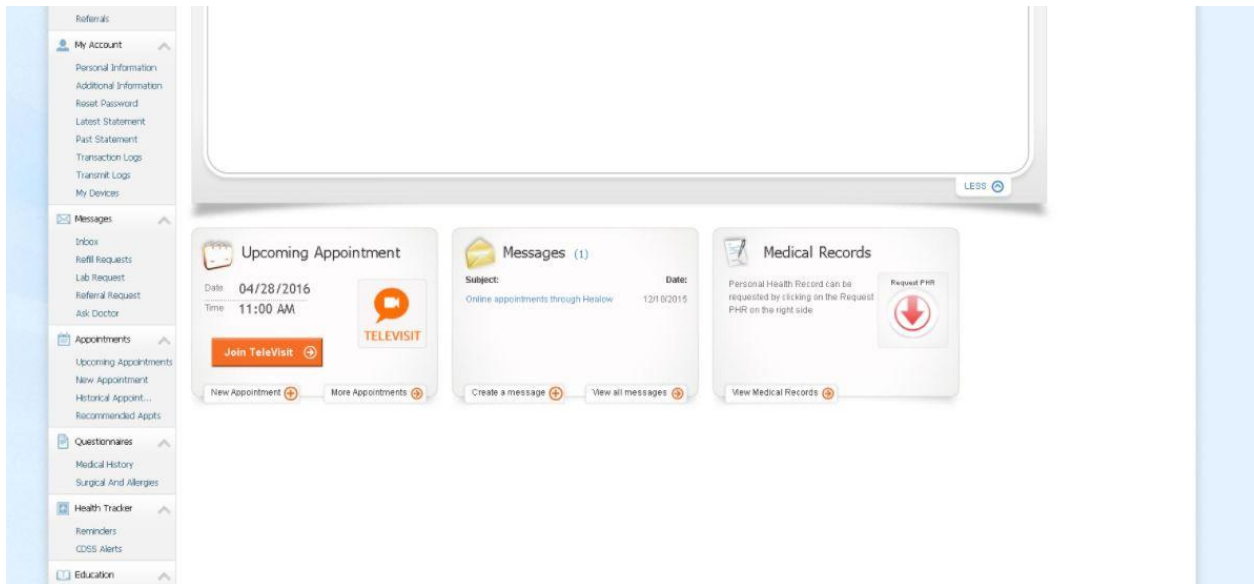 Referrals
My Account
Personal Information
Additional Information
Reset Password
Latest Statement
Past Statement
Transaction Logs
Transmit Logs
My Devices
Messages
Inbox
Refill Requests
Lab Request
Referral Request
Ask Doctor
Appointments
Upcoming Appointments
New Appointment
Historical Appoint...
Recommended Appts
Questionnaires
Medical History
Surgical And Allergies
Health Tracker
Reminders
CDSS Alerts
Education
LESS
Upcoming Appointment
Date 04/28/2016
Time 11:00 AM
TELEVISIT
Join TeleVisit
New Appointment
More Appointments
Messages (1)
Subject: Date:
Online appointments through Healow 12/10/2015
Create a message
View all messages
Medical Records
Personal Health Record can be
requested by clicking on the Request
PHR on the right side
Request PHR
View Medical Records